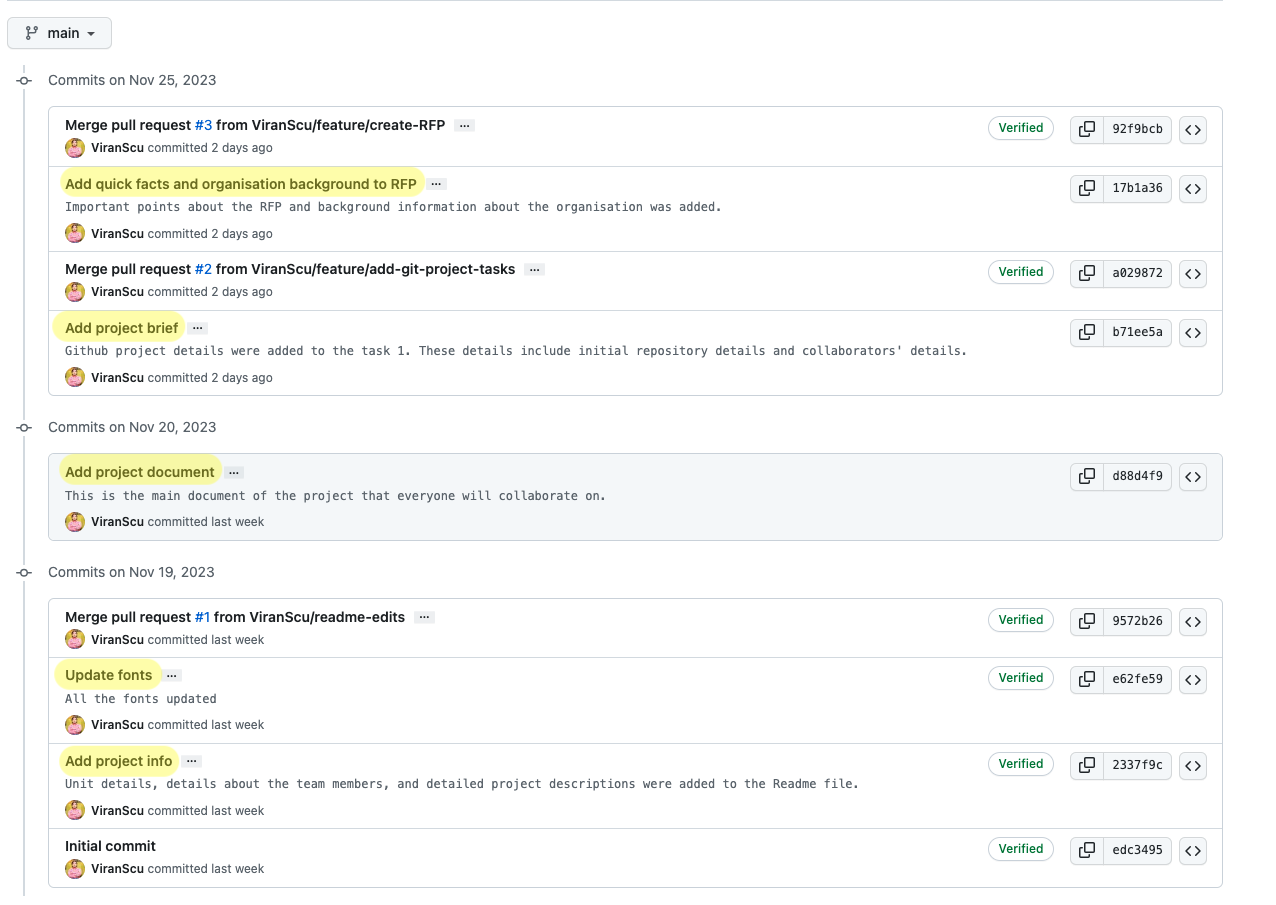 main
Commits on Nov 25, 2023
Merge pull request #3 from ViranScu/feature/create-RFP ...
Verified 92f9bcb
ViranScu committed 2 days ago
Add quick facts and organisation background to RFP ...
17b1a36
Important points about the RFP and background information about the organisation was added.
ViranScu committed 2 days ago
Merge pull request #2 from ViranScu/feature/add-git-project-tasks ...
Verified a029872
ViranScu committed 2 days ago
Add project brief ...
b71ee5a
Github project details were added to the task 1. These details include initial repository details and collaborators' details.
ViranScu committed 2 days ago
Commits on Nov 20, 2023
Add project document ...
d88d4f9
This is the main document of the project that everyone will collaborate on.
ViranScu committed last week
Commits on Nov 19, 2023
Merge pull request #1 from ViranScu/readme-edits ...
Verified 9572b26
ViranScu committed last week
Update fonts ...
Verified e62fe59
All the fonts updated
ViranScu committed last week
Add project info ...
Verified 2337f9c
Unit details, details about the team members, and detailed project descriptions were added to the Readme file.
ViranScu committed last week
Initial commit
Verified edc3495
ViranScu committed last week